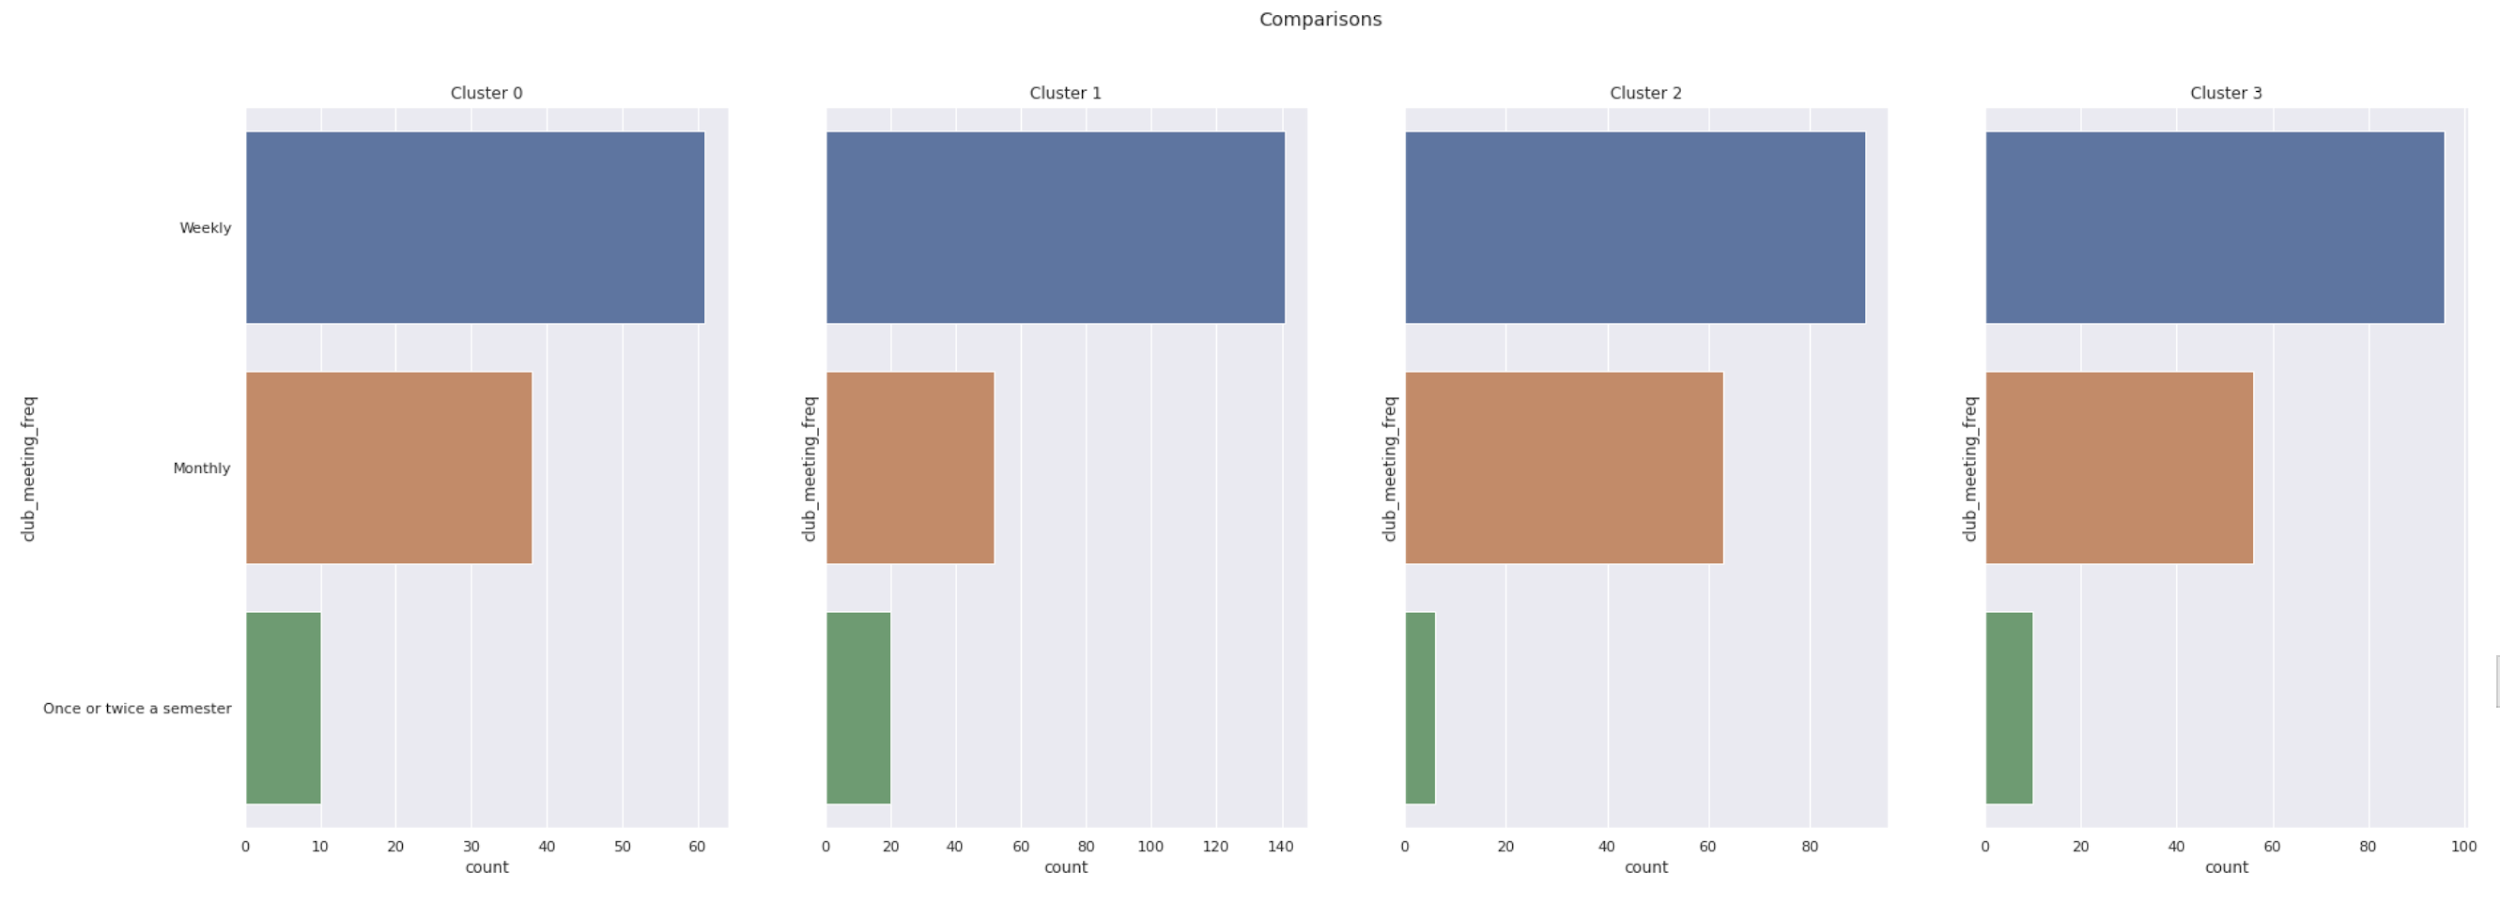 Comparisons
Cluster 0
Cluster 1
Cluster 2
Cluster 3
club_meeting_freq
Weekly
Monthly
Once or twice a semester
club_meeting_freq
club_meeting_freq
club_meeting_freq
0 10 20 30 40 50 60
0 20 40 60 80 100 120 140
0 20 40 60 80
0 20 40 60 80 100
count
count
count
count